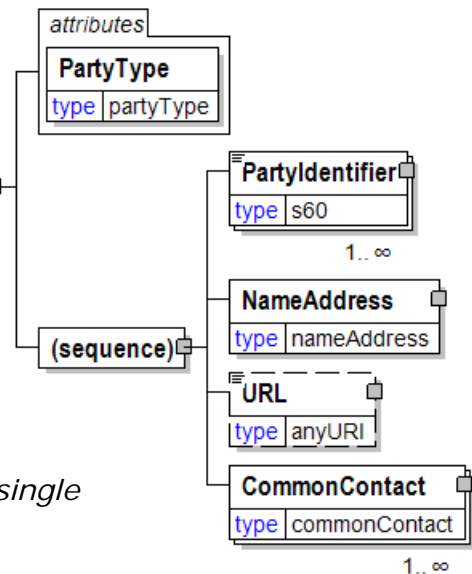 attributes
PartyType
type partyType
PartyIdentifier
type s60
1.. ∞
NameAddress
type nameAddress
(sequence)
URL
type anyURI
single
CommonContact
type commonContact
1.. ∞